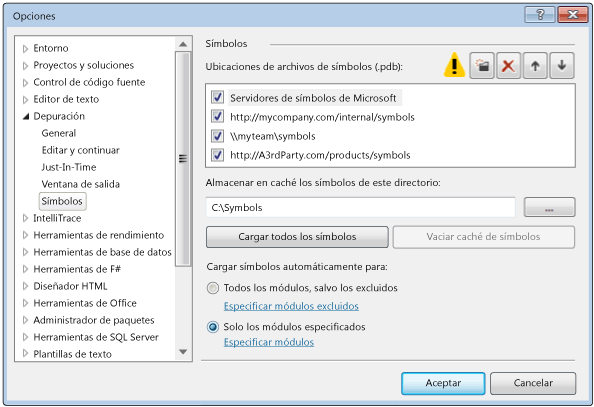 Opciones
Entorno
Proyectos y soluciones
Control de código fuente
Editor de texto
Depuración
General
Editar y continuar
Just-In-Time
Ventana de salida
Símbolos
IntelliTrace
Herramientas de rendimiento
Herramientas de base de datos
Herramientas de F#
Diseñador HTML
Herramientas de Office
Administrador de paquetes
Herramientas de SQL Server
Plantillas de texto
Símbolos
Ubicaciones de archivos de símbolos (.pdb):
Servidores de símbolos de Microsoft
http://mycompany.com/internal/symbols
\\myteam\symbols
http://A3rdParty.com/products/symbols
Almacenar en caché los símbolos de este directorio:
C:\Symbols
...
Cargar todos los símbolos
Vaciar caché de símbolos
Cargar símbolos automáticamente para:
Todos los módulos, salvo los excluidos
Especificar módulos excluidos
Solo los módulos especificados
Especificar módulos
Aceptar
Cancelar